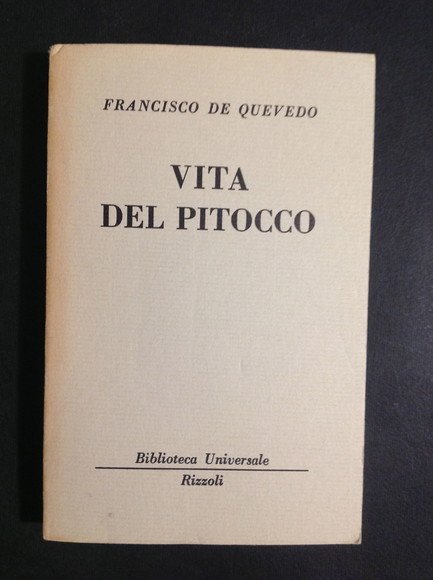 FRANCISCO DE QUEVEDO
VITA
DEL PITOCCO
Biblioteca Universale
Rizzoli